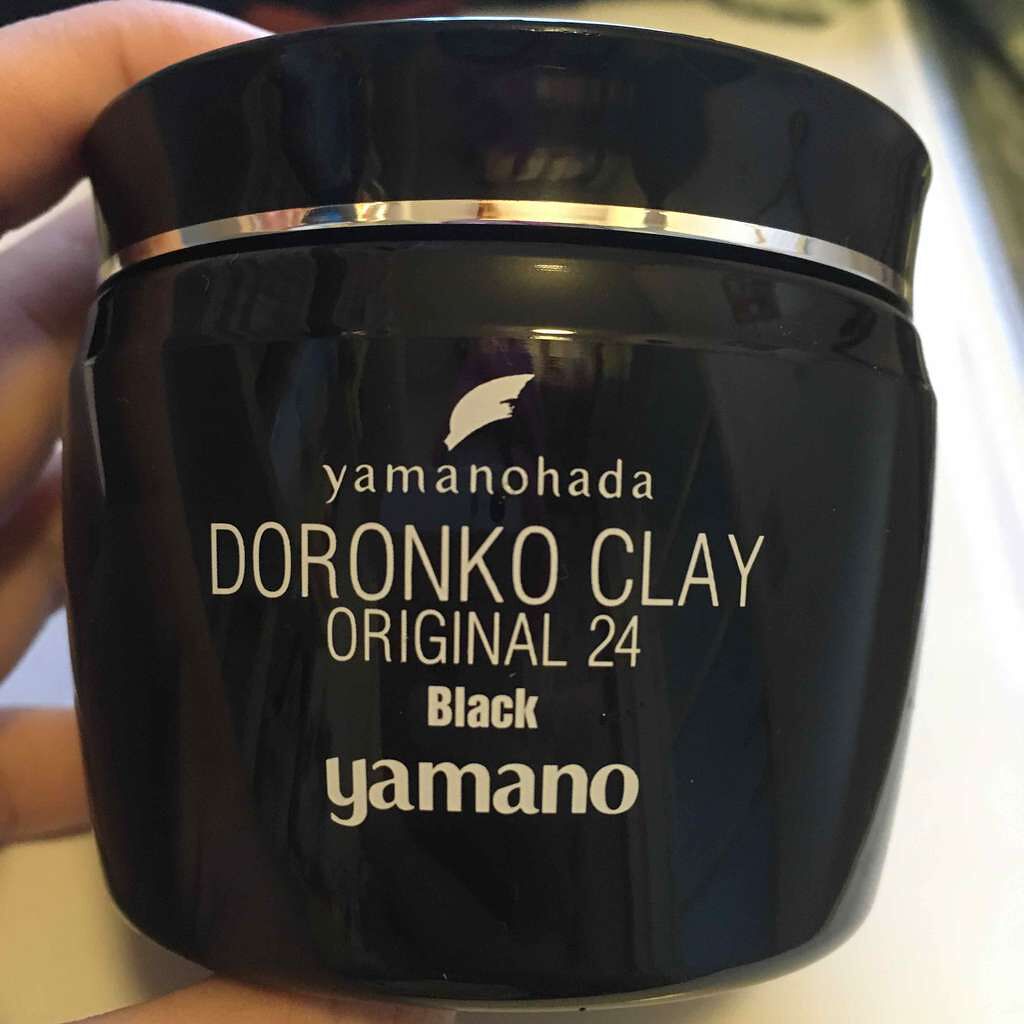 yamanohada
DORONKO CLAY
ORIGINAL 24
Black
yamano